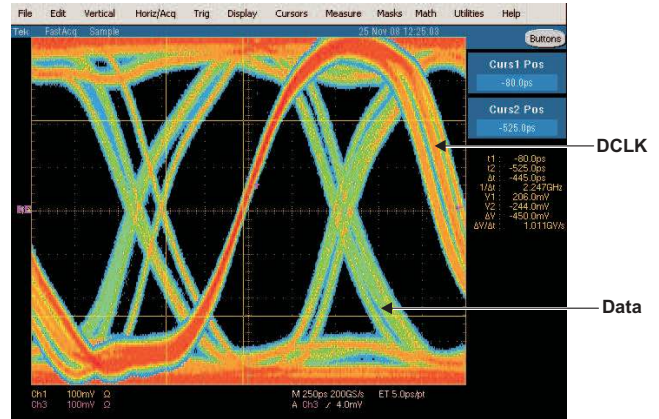 File Edit Vertical Horiz/Acq Trig Display Cursors Measure Masks Math Utilities Help
Tek FastAcq Sample 25 Nov 08 12:25:03
Buttons
Curs1 Pos
-80.0ps
Curs2 Pos
-525.0ps
DCLK
t1 : -80.0ps
t2 : -525.0ps
Δt : -445.0ps
1/Δt : 2.247GHz
V1 : 206.0mV
V2 : -244.0mV
ΔV : -450.0mV
ΔV/Δt : 1.011GV/s
Data
Ch1 100mV Ω M 250ps 200GS/s ET 5.0ps/pt
Ch3 100mV Ω A Ch3 ∕ 4.0mV